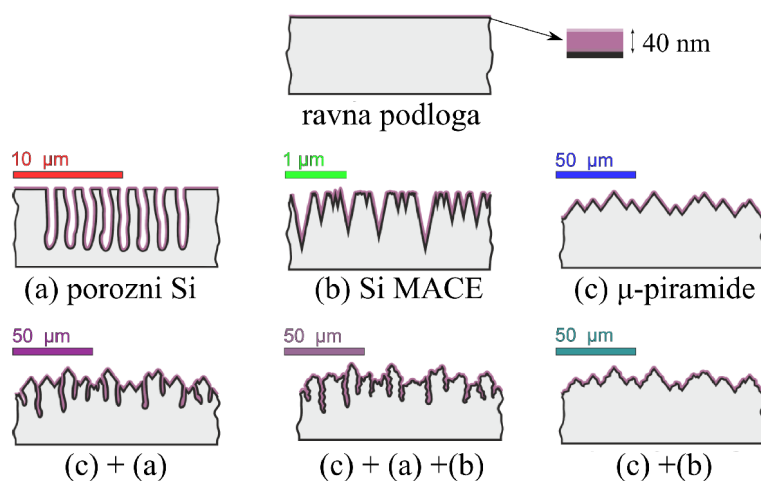 40 nm
ravna podloga
10 μm
1 μm
50 μm
(a) porozni Si
(b) Si MACE
(c) μ-piramide
50 μm
50 μm
50 μm
(c) + (a)
(c) + (a) +(b)
(c) +(b)